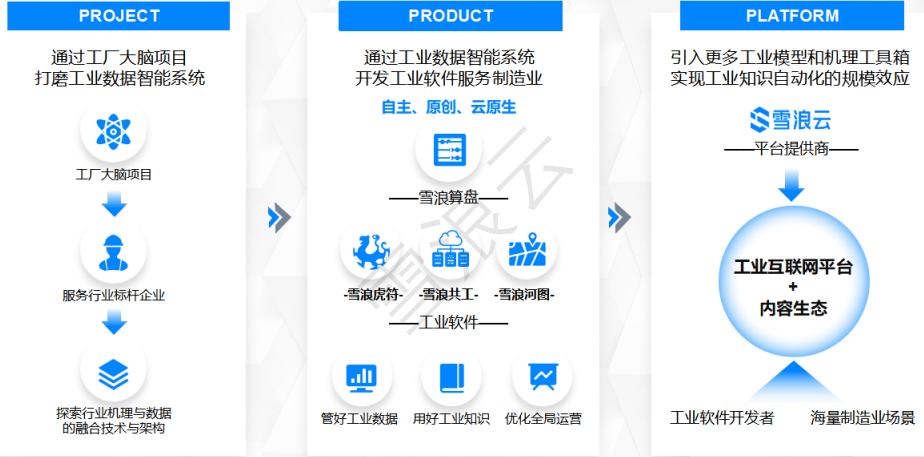 PROJECT
通过工厂大脑项目
打磨工业数据智能系统
工厂大脑项目
服务行业标杆企业
探索行业机理与数据
的融合技术与架构
PRODUCT
通过工业数据智能系统
开发工业软件服务制造业
自主、原创、云原生
雪浪算盘
-雪浪虎符-
-雪浪共工-
-雪浪河图-
工业软件
管好工业数据
用好工业知识
优化全局运营
雪浪云
PLATFORM
引入更多工业模型和机理工具箱
实现工业知识自动化的规模效应
雪浪云
平台提供商
工业互联网平台
+
内容生态
工业软件开发者
海量制造业场景